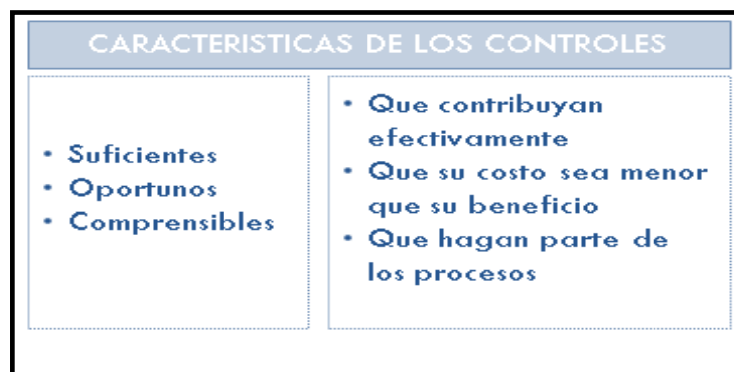 CARACTERISTICAS DE LOS CONTROLES
• Suficientes
• Oportunos
• Comprensibles
• Que contribuyan
efectivamente
• Que su costo sea menor
que su beneficio
• Que hagan parte de
los procesos